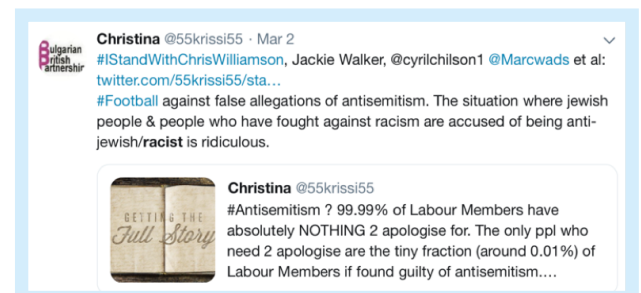 Bulgarian
British
Partnership
Christina @55krissi55 · Mar 2
#IStandWithChrisWilliamson, Jackie Walker, @cyrilchilson1 @Marcwads et al:
twitter.com/55krissi55/sta…
#Football against false allegations of antisemitism. The situation where jewish
people & people who have fought against racism are accused of being anti-
jewish/racist is ridiculous.
Christina @55krissi55
GETTING THE
Full Story
#Antisemitism ? 99.99% of Labour Members have
absolutely NOTHING 2 apologise for. The only ppl who
need 2 apologise are the tiny fraction (around 0.01%) of
Labour Members if found guilty of antisemitism....